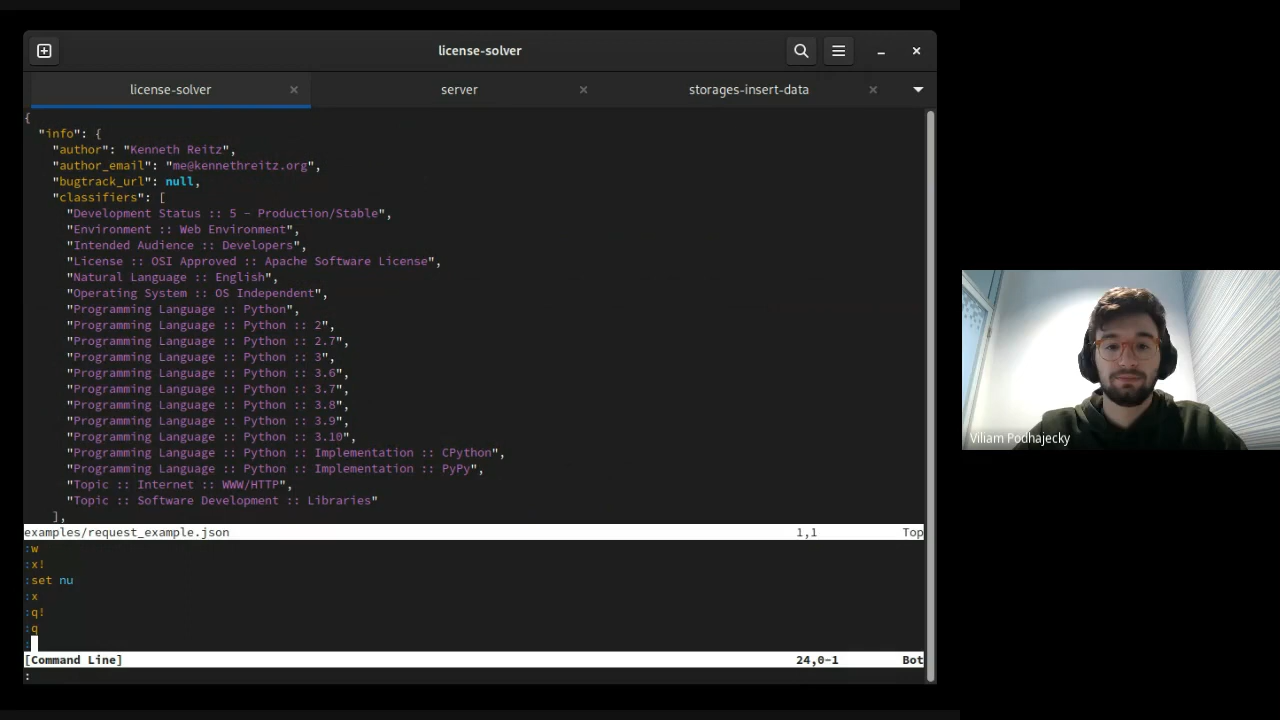 license-solver
license-solver
server
storages-insert-data
{
"info": {
"author": "Kenneth Reitz",
"author_email": "me@kennethreitz.org",
"bugtrack_url": null,
"classifiers": [
"Development Status :: 5 - Production/Stable",
"Environment :: Web Environment",
"Intended Audience :: Developers",
"License :: OSI Approved :: Apache Software License",
"Natural Language :: English",
"Operating System :: OS Independent",
"Programming Language :: Python",
"Programming Language :: Python :: 2",
"Programming Language :: Python :: 2.7",
"Programming Language :: Python :: 3",
"Programming Language :: Python :: 3.6",
"Programming Language :: Python :: 3.7",
"Programming Language :: Python :: 3.8",
"Programming Language :: Python :: 3.9",
"Programming Language :: Python :: 3.10",
"Programming Language :: Python :: Implementation :: CPython",
"Programming Language :: Python :: Implementation :: PyPy",
"Topic :: Internet :: WWW/HTTP",
"Topic :: Software Development :: Libraries"
],
examples/request_example.json 1,1 Top
:w
:x!
:set nu
:x
:q!
:q
:
[Command Line] 24,0-1 Bot
:
Viliam Podhajecky